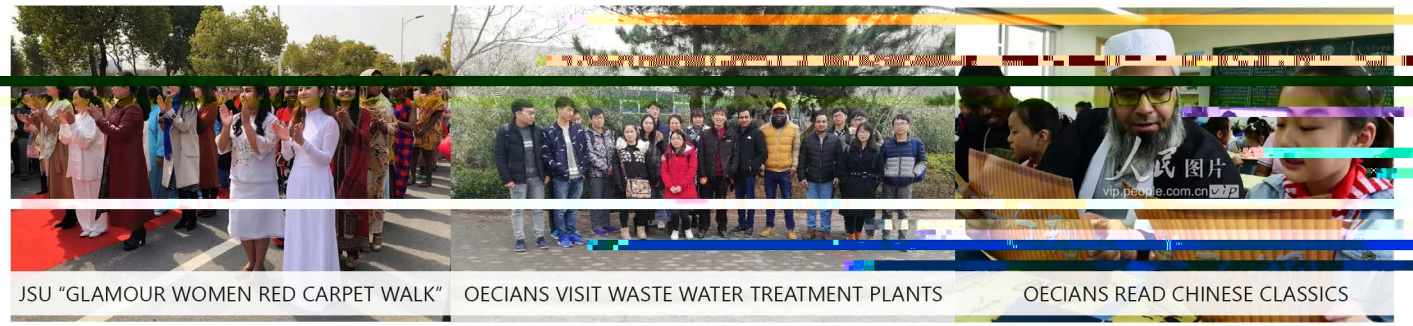 人民 图片
vip.people.com.cn VIP
JSU “GLAMOUR WOMEN RED CARPET WALK”
OECIANS VISIT WASTE WATER TREATMENT PLANTS
OECIANS READ CHINESE CLASSICS